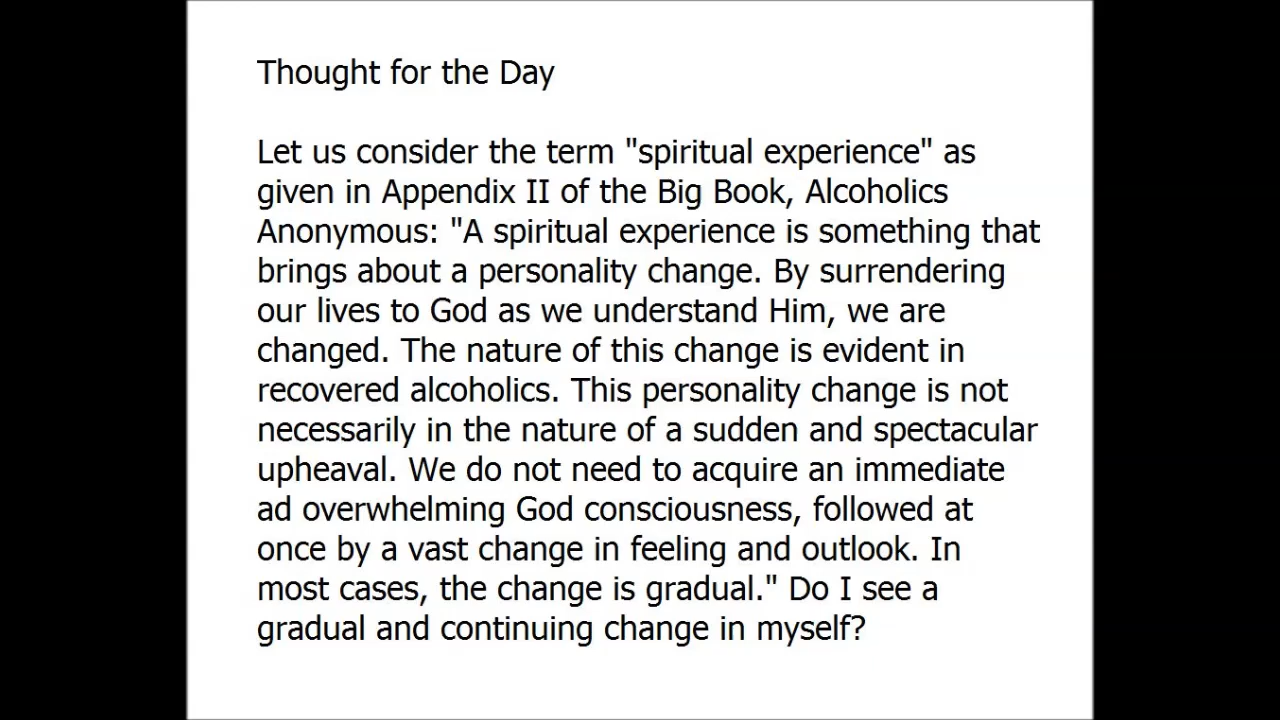 Thought for the Day
Let us consider the term "spiritual experience" as
given in Appendix II of the Big Book, Alcoholics
Anonymous: "A spiritual experience is something that
brings about a personality change. By surrendering
our lives to God as we understand Him, we are
changed. The nature of this change is evident in
recovered alcoholics. This personality change is not
necessarily in the nature of a sudden and spectacular
upheaval. We do not need to acquire an immediate
ad overwhelming God consciousness, followed at
once by a vast change in feeling and outlook. In
most cases, the change is gradual." Do I see a
gradual and continuing change in myself?